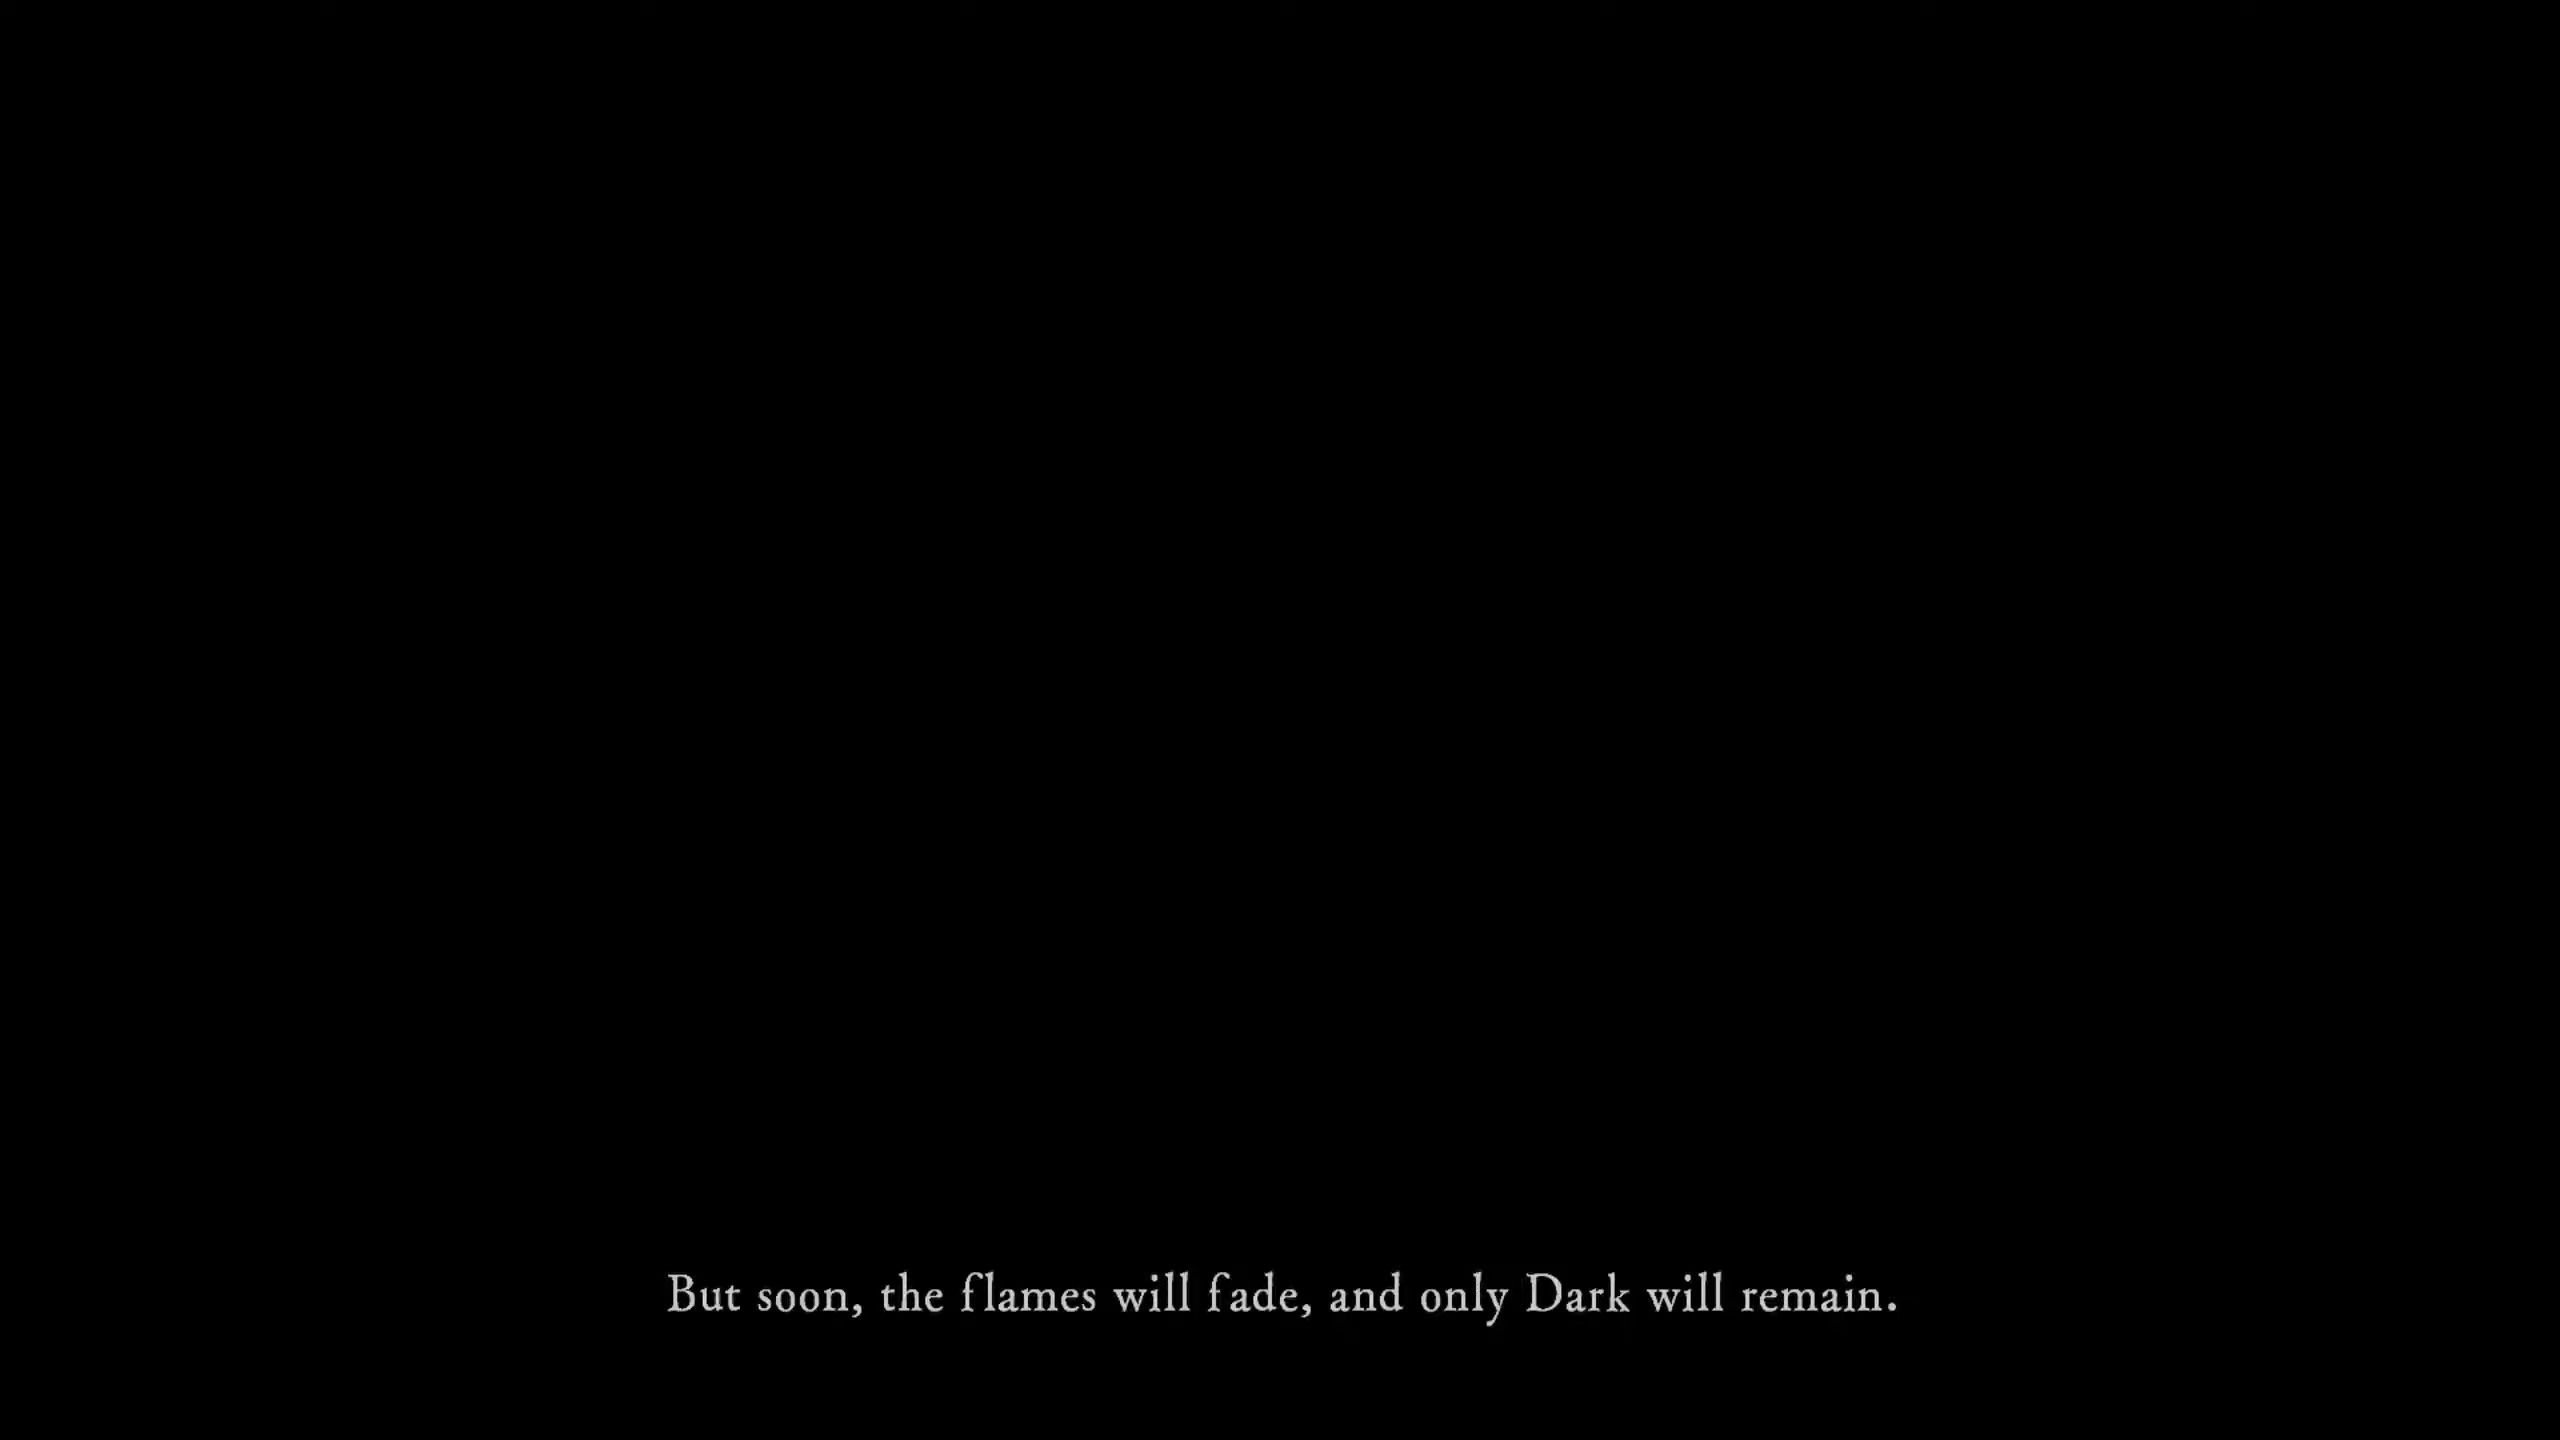 But soon, the flames will fade, and only Dark will remain.